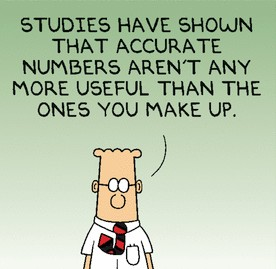 STUDIES HAVE SHOWN
THAT ACCURATE
NUMBERS AREN'T ANY
MORE USEFUL THAN THE
ONES YOU MAKE UP.